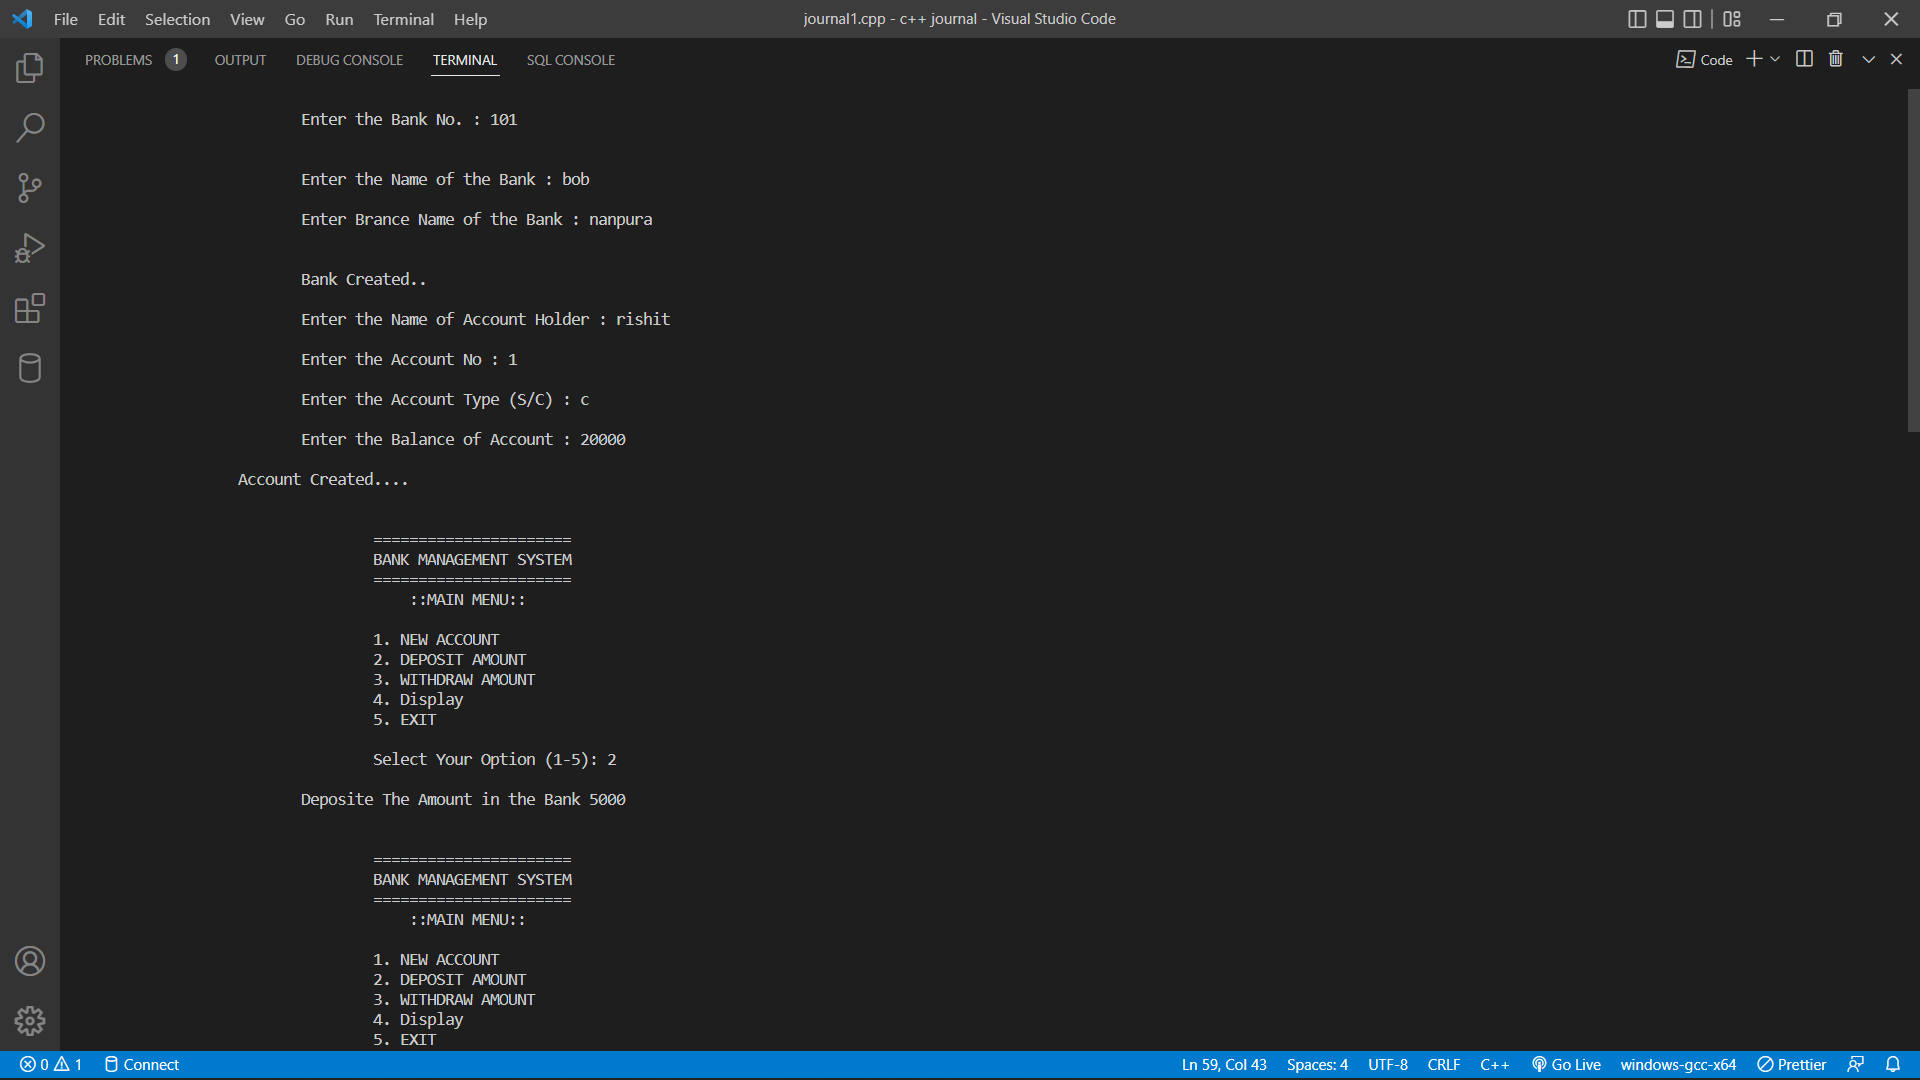 File Edit Selection View Go Run Terminal Help journal1.cpp - c++ journal - Visual Studio Code
PROBLEMS 1 OUTPUT DEBUG CONSOLE TERMINAL SQL CONSOLE Code
Enter the Bank No. : 101
Enter the Name of the Bank : bob
Enter Brance Name of the Bank : nanpura
Bank Created..
Enter the Name of Account Holder : rishit
Enter the Account No : 1
Enter the Account Type (S/C) : c
Enter the Balance of Account : 20000
Account Created....
======================
BANK MANAGEMENT SYSTEM
======================
::MAIN MENU::
1. NEW ACCOUNT
2. DEPOSIT AMOUNT
3. WITHDRAW AMOUNT
4. Display
5. EXIT
Select Your Option (1-5): 2
Deposite The Amount in the Bank 5000
======================
BANK MANAGEMENT SYSTEM
======================
::MAIN MENU::
1. NEW ACCOUNT
2. DEPOSIT AMOUNT
3. WITHDRAW AMOUNT
4. Display
5. EXIT
0 1 Connect Ln 59, Col 43 Spaces: 4 UTF-8 CRLF C++ Go Live windows-gcc-x64 Prettier